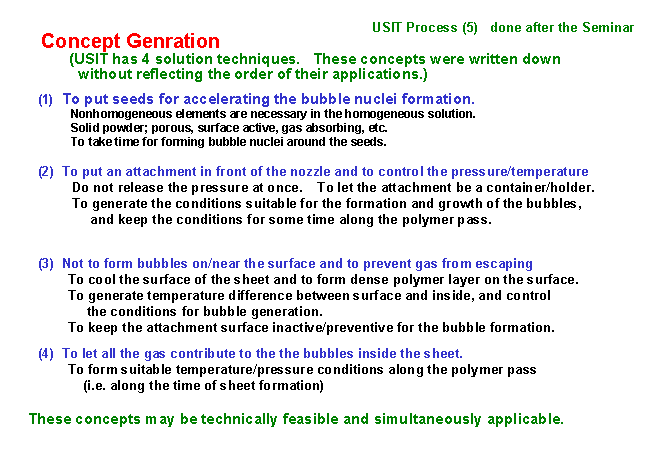 USIT Process (5) done after the Seminar
Concept Genration
(USIT has 4 solution techniques. These concepts were written down
without reflecting the order of their applications.)
(1) To put seeds for accelerating the bubble nuclei formation.
Nonhomogeneous elements are necessary in the homogeneous solution.
Solid powder; porous, surface active, gas absorbing, etc.
To take time for forming bubble nuclei around the seeds.
(2) To put an attachment in front of the nozzle and to control the pressure/temperature
Do not release the pressure at once. To let the attachment be a container/holder.
To generate the conditions suitable for the formation and growth of the bubbles,
and keep the conditions for some time along the polymer pass.
(3) Not to form bubbles on/near the surface and to prevent gas from escaping
To cool the surface of the sheet and to form dense polymer layer on the surface.
To generate temperature difference between surface and inside, and control
the conditions for bubble generation.
To keep the attachment surface inactive/preventive for the bubble formation.
(4) To let all the gas contribute to the the bubbles inside the sheet.
To form suitable temperature/pressure conditions along the polymer pass
(i.e. along the time of sheet formation)
These concepts may be technically feasible and simultaneously applicable.